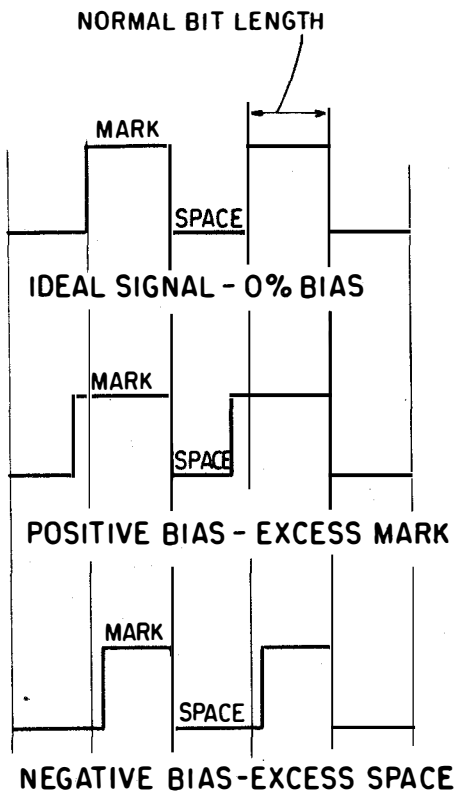 NORMAL BIT LENGTH
MARK
SPACE
IDEAL SIGNAL - 0% BIAS
MARK
SPACE
POSITIVE BIAS - EXCESS MARK
MARK
SPACE
NEGATIVE BIAS-EXCESS SPACE